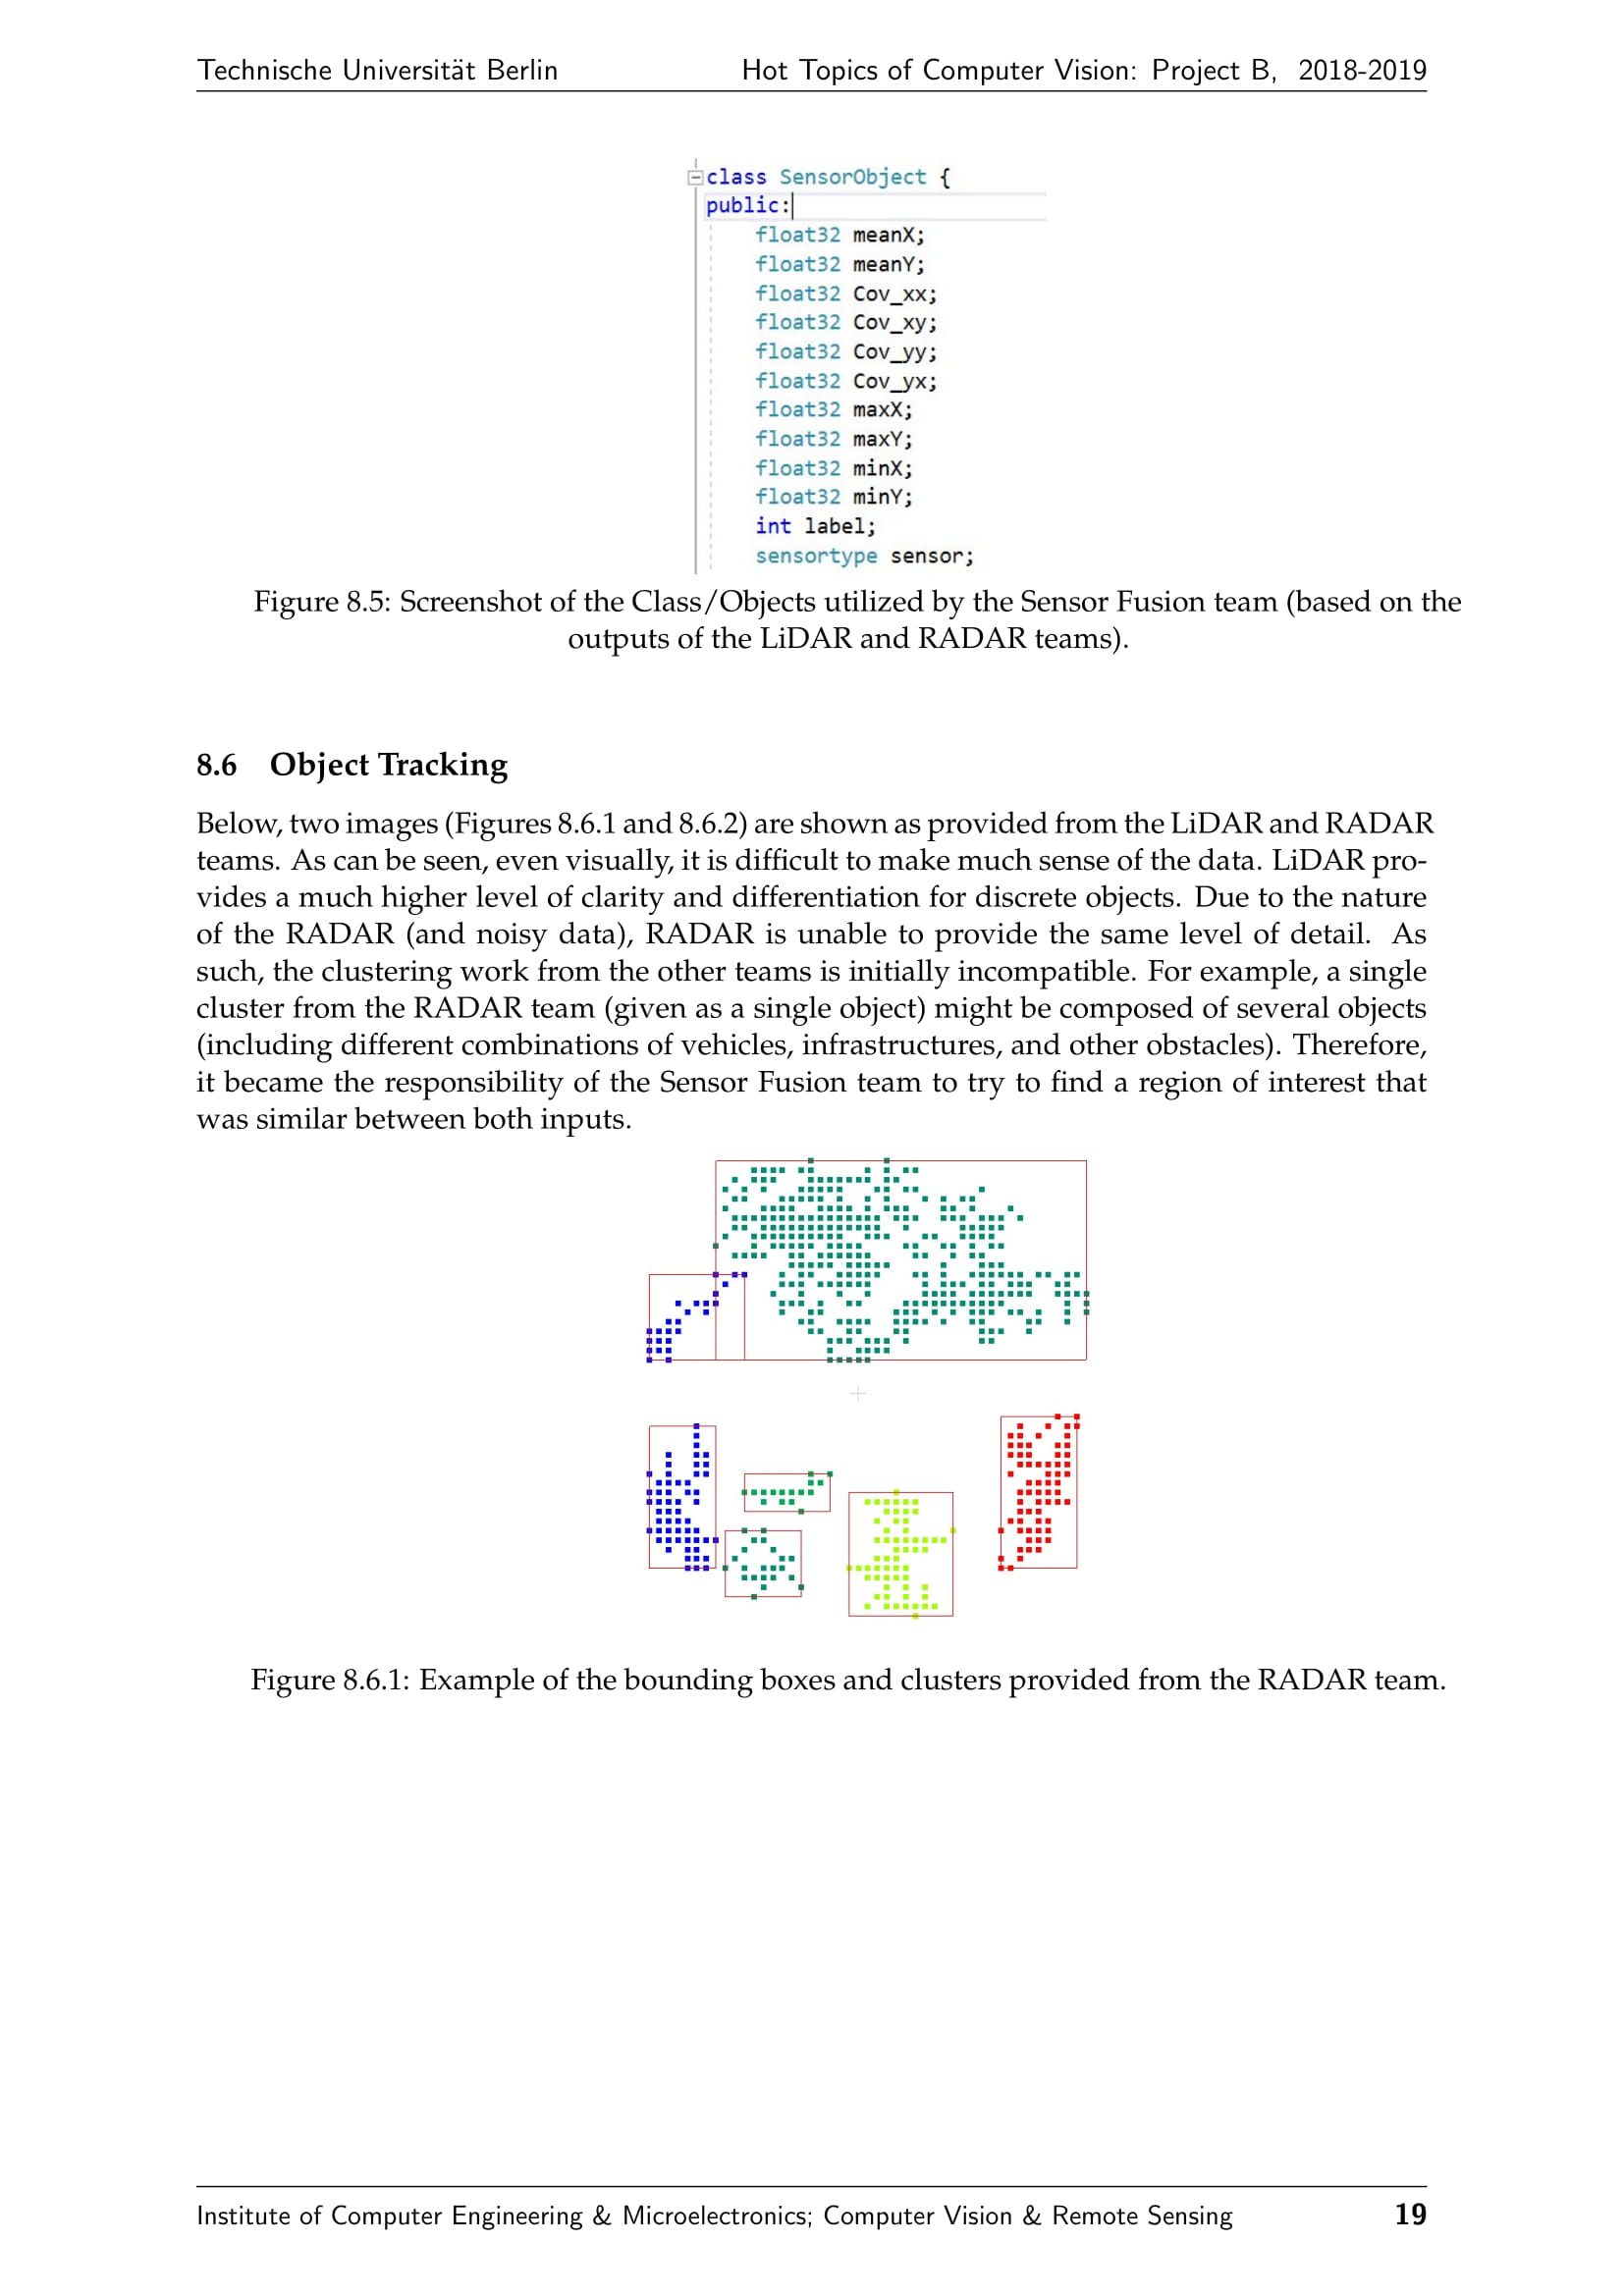 Technische Universität Berlin Hot Topics of Computer Vision: Project B, 2018-2019
class SensorObject {
public:
float32 meanX;
float32 meanY;
float32 Cov_xx;
float32 Cov_xy;
float32 Cov_yy;
float32 Cov_yx;
float32 maxX;
float32 maxY;
float32 minX;
float32 minY;
int label;
sensortype sensor;
Figure 8.5: Screenshot of the Class/Objects utilized by the Sensor Fusion team (based on the
outputs of the LiDAR and RADAR teams).
8.6 Object Tracking
Below, two images (Figures 8.6.1 and 8.6.2) are shown as provided from the LiDAR and RADAR
teams. As can be seen, even visually, it is difficult to make much sense of the data. LiDAR pro-
vides a much higher level of clarity and differentiation for discrete objects. Due to the nature
of the RADAR (and noisy data), RADAR is unable to provide the same level of detail. As
such, the clustering work from the other teams is initially incompatible. For example, a single
cluster from the RADAR team (given as a single object) might be composed of several objects
(including different combinations of vehicles, infrastructures, and other obstacles). Therefore,
it became the responsibility of the Sensor Fusion team to try to find a region of interest that
was similar between both inputs.
Figure 8.6.1: Example of the bounding boxes and clusters provided from the RADAR team.
Institute of Computer Engineering & Microelectronics; Computer Vision & Remote Sensing 19